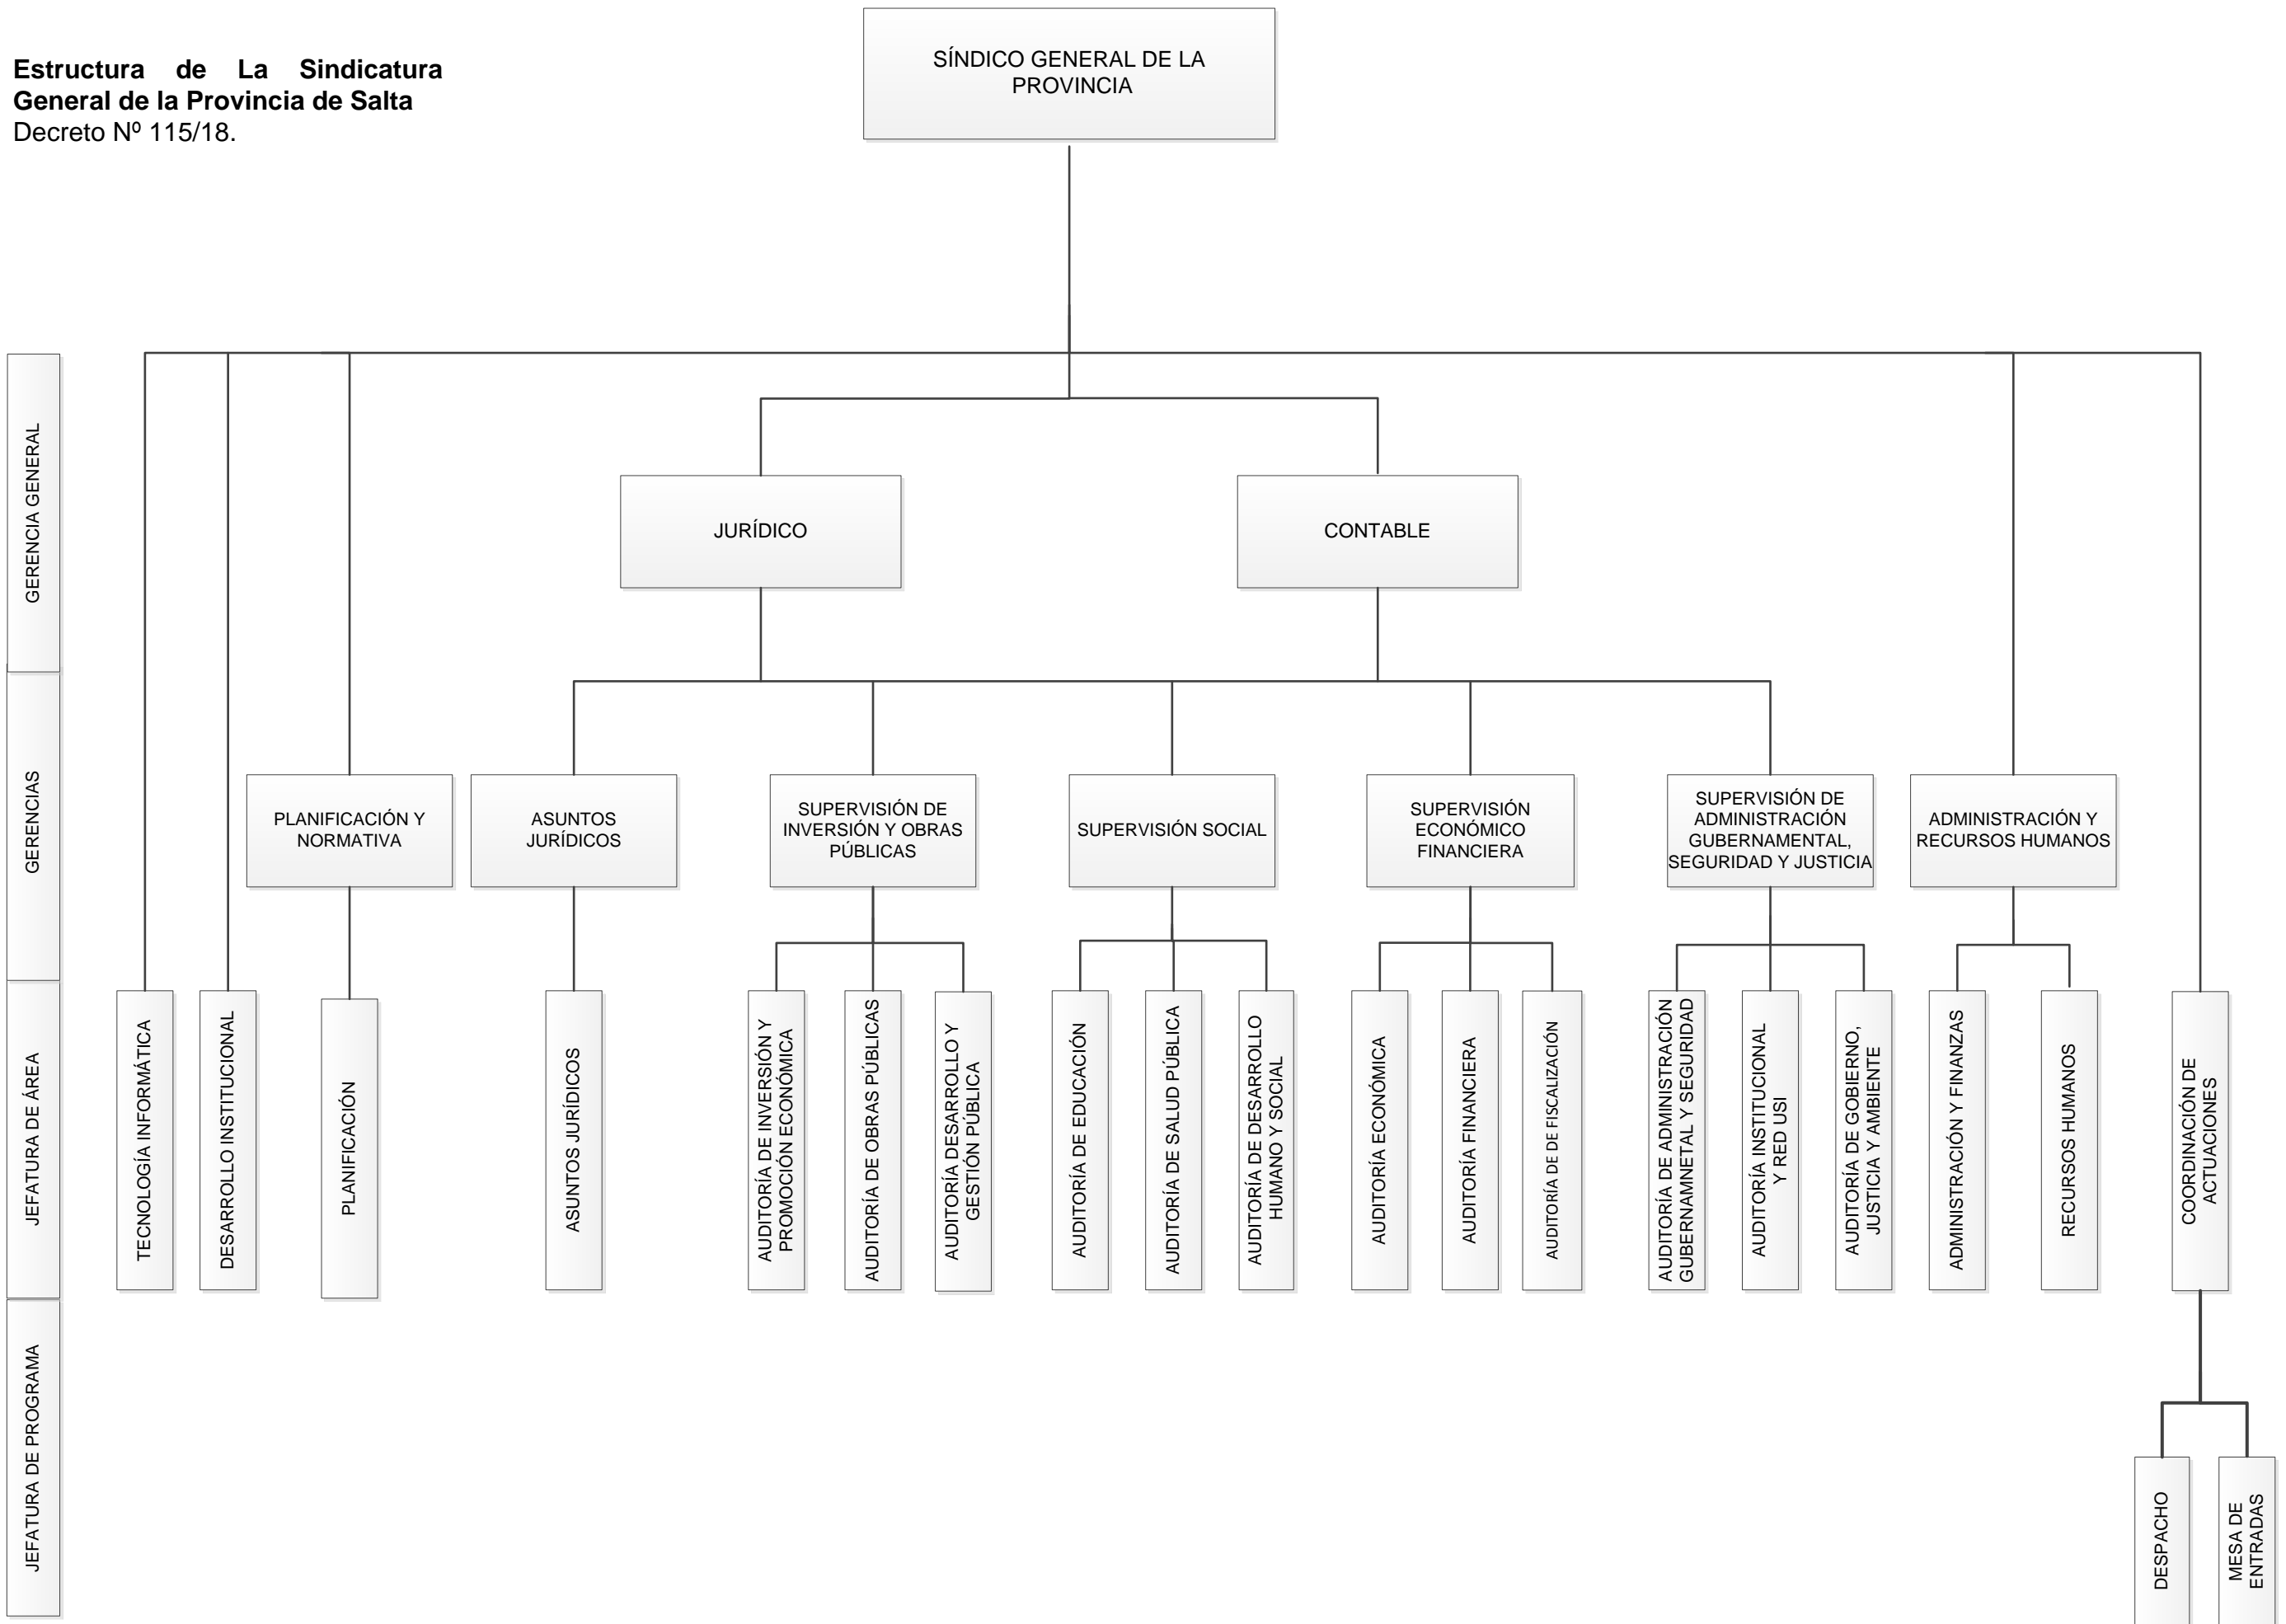 Estructura de La Sindicatura
General de la Provincia de Salta
Decreto Nº 115/18.
SÍNDICO GENERAL DE LA
PROVINCIA
GERENCIA GENERAL
JURÍDICO
CONTABLE
GERENCIAS
PLANIFICACIÓN Y
NORMATIVA
ASUNTOS
JURÍDICOS
SUPERVISIÓN DE
INVERSIÓN Y OBRAS
PÚBLICAS
SUPERVISIÓN SOCIAL
SUPERVISIÓN
ECONÓMICO
FINANCIERA
SUPERVISIÓN DE
ADMINISTRACIÓN
GUBERNAMENTAL,
SEGURIDAD Y JUSTICIA
ADMINISTRACIÓN Y
RECURSOS HUMANOS
JEFATURA DE ÁREA
TECNOLOGÍA INFORMÁTICA
DESARROLLO INSTITUCIONAL
PLANIFICACIÓN
ASUNTOS JURÍDICOS
AUDITORÍA DE INVERSIÓN Y
PROMOCIÓN ECONÓMICA
AUDITORÍA DE OBRAS PÚBLICAS
AUDITORÍA DESARROLLO Y
GESTIÓN PÚBLICA
AUDITORÍA DE EDUCACIÓN
AUDITORÍA DE SALUD PÚBLICA
AUDITORÍA DE DESARROLLO
HUMANO Y SOCIAL
AUDITORÍA ECONÓMICA
AUDITORÍA FINANCIERA
AUDITORÍA DE DE FISCALIZACIÓN
AUDITORÍA DE ADMINISTRACIÓN
GUBERNAMNETAL Y SEGURIDAD
AUDITORÍA INSTITUCIONAL
Y RED USI
AUDITORÍA DE GOBIERNO,
JUSTICIA Y AMBIENTE
ADMINISTRACIÓN Y FINANZAS
RECURSOS HUMANOS
COORDINACIÓN DE
ACTUACIONES
JEFATURA DE PROGRAMA
DESPACHO
MESA DE
ENTRADAS